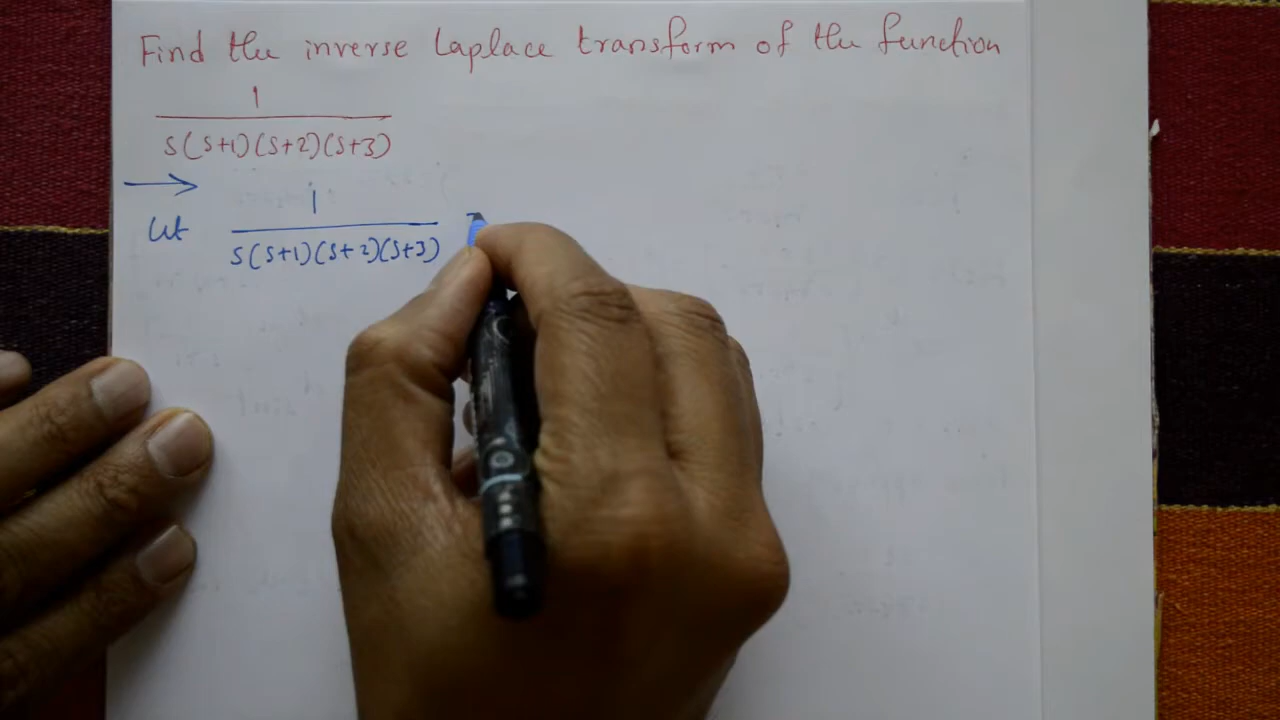 Find the inverse Laplace transform of the function
1
s(s+1)(s+2)(s+3)
→
Let 1
s(s+1)(s+2)(s+3)